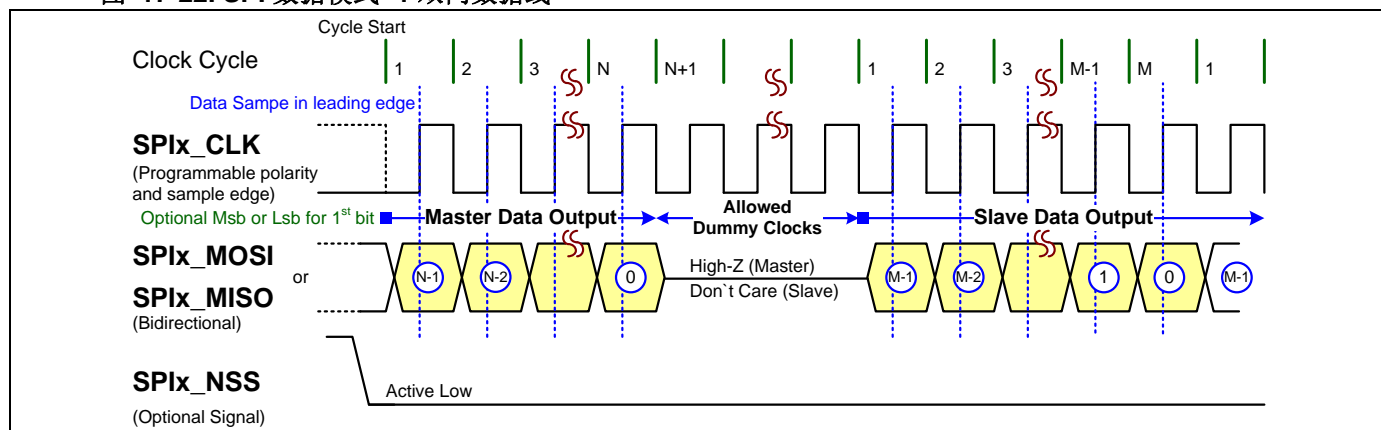 Cycle Start
Clock Cycle
1 2 3 N N+1 1 2 3 M-1 M 1
Data Sampe in leading edge
SPIx_CLK
(Programmable polarity
and sample edge)
Optional Msb or Lsb for 1st bit
Master Data Output
Allowed
Dummy Clocks
Slave Data Output
SPIx_MOSI
or
SPIx_MISO
(Bidirectional)
N-1 N-2 0
High-Z (Master)
Don`t Care (Slave)
M-1 M-2 1 0 M-1
SPIx_NSS
(Optional Signal)
Active Low